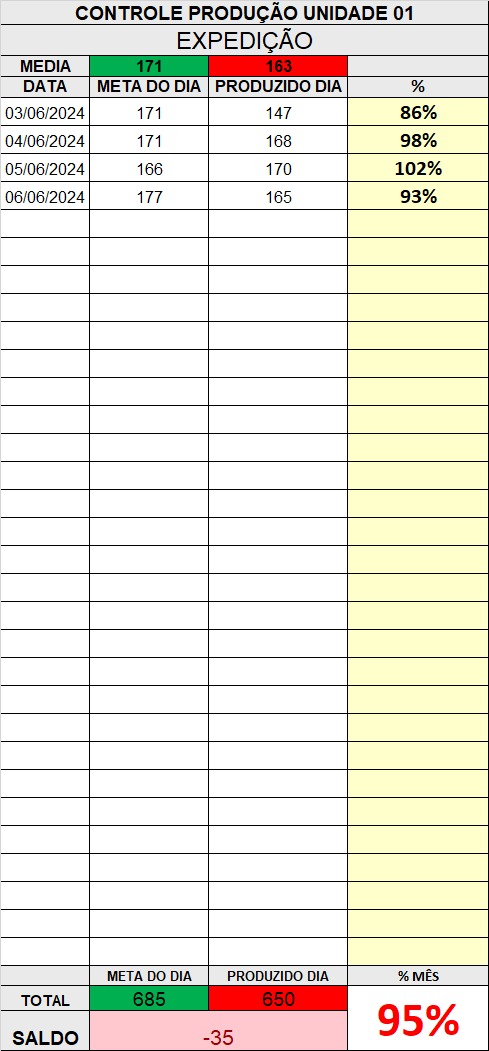 CONTROLE PRODUÇÃO UNIDADE 01
EXPEDIÇÃO
MEDIA 171 163
DATA META DO DIA PRODUZIDO DIA %
03/06/2024 171 147 86%
04/06/2024 171 168 98%
05/06/2024 166 170 102%
06/06/2024 177 165 93%
META DO DIA PRODUZIDO DIA % MÊS
TOTAL 685 650 95%
SALDO -35